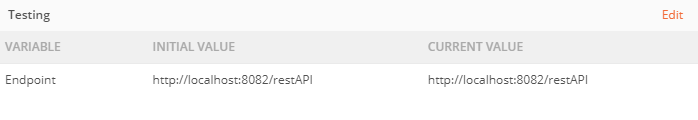 Testing Edit
VARIABLE INITIAL VALUE CURRENT VALUE
Endpoint http://localhost:8082/restAPI http://localhost:8082/restAPI